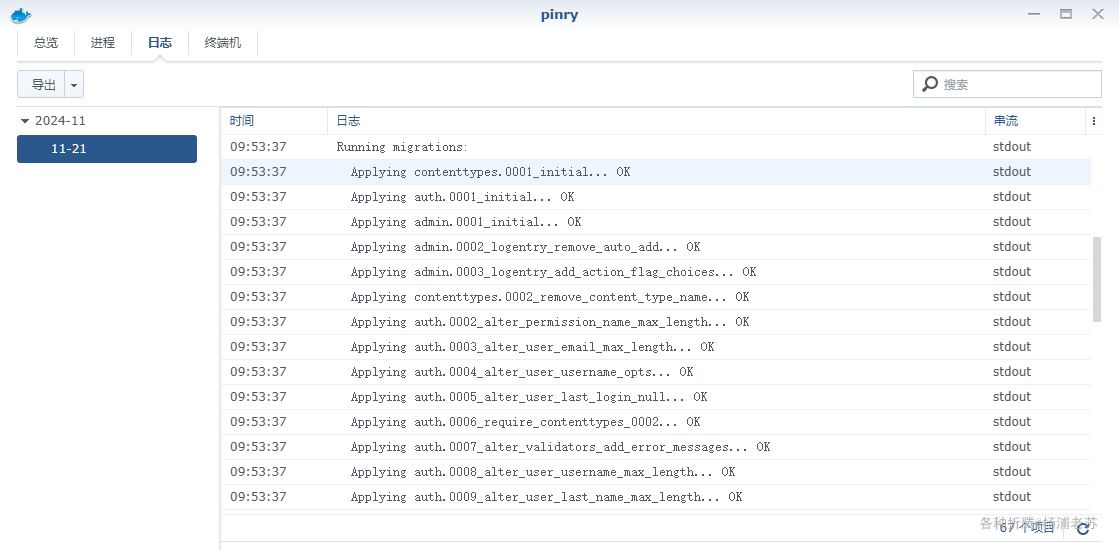 pinry
总览 进程 日志 终端机
导出 搜索
2024-11
11-21
时间 日志 串流
09:53:37 Running migrations: stdout
09:53:37 Applying contenttypes.0001_initial... OK stdout
09:53:37 Applying auth.0001_initial... OK stdout
09:53:37 Applying admin.0001_initial... OK stdout
09:53:37 Applying admin.0002_logentry_remove_auto_add... OK stdout
09:53:37 Applying admin.0003_logentry_add_action_flag_choices... OK stdout
09:53:37 Applying contenttypes.0002_remove_content_type_name... OK stdout
09:53:37 Applying auth.0002_alter_permission_name_max_length... OK stdout
09:53:37 Applying auth.0003_alter_user_email_max_length... OK stdout
09:53:37 Applying auth.0004_alter_user_username_opts... OK stdout
09:53:37 Applying auth.0005_alter_user_last_login_null... OK stdout
09:53:37 Applying auth.0006_require_contenttypes_0002... OK stdout
09:53:37 Applying auth.0007_alter_validators_add_error_messages... OK stdout
09:53:37 Applying auth.0008_alter_user_username_max_length... OK stdout
09:53:37 Applying auth.0009_alter_user_last_name_max_length... OK stdout
67 个项目
各种折腾@杨浦老苏